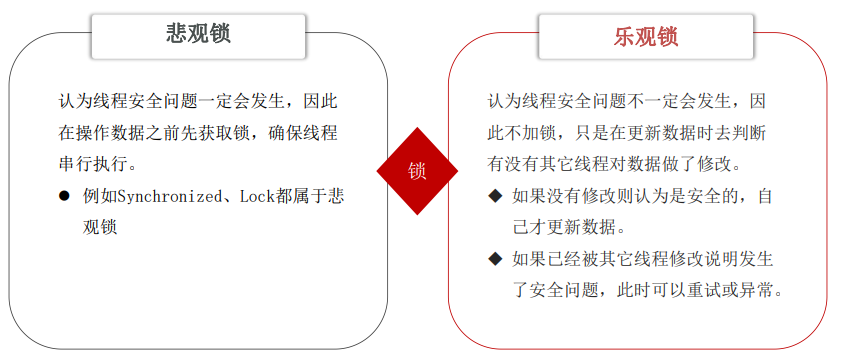 悲观锁
认为线程安全问题一定会发生，因此
在操作数据之前先获取锁，确保线程
串行执行。
● 例如Synchronized、Lock都属于悲
观锁
锁
乐观锁
认为线程安全问题不一定会发生，因
此不加锁，只是在更新数据时去判断
有没有其它线程对数据做了修改。
◆ 如果没有修改则认为是安全的，自
己才更新数据。
◆ 如果已经被其它线程修改说明发生
了安全问题，此时可以重试或异常。